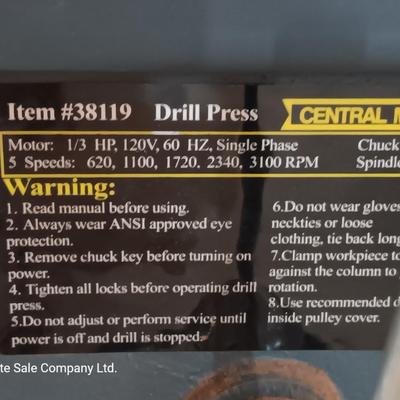 Item #38119 Drill Press CENTRAL
Motor: 1/3 HP, 120V, 60 HZ, Single Phase Chuck
5 Speeds: 620, 1100, 1720, 2340, 3100 RPM Spindl
Warning:
1. Read manual before using.
2. Always wear ANSI approved eye
protection.
3. Remove chuck key before turning on
power.
4. Tighten all locks before operating drill
press.
5.Do not adjust or perform service until
power is off and drill is stopped.
6.Do not wear gloves
neckties or loose
clothing, tie back long
7.Clamp workpiece to
against the column to
rotation.
8.Use recommended d
inside pulley cover.
te Sale Company Ltd.